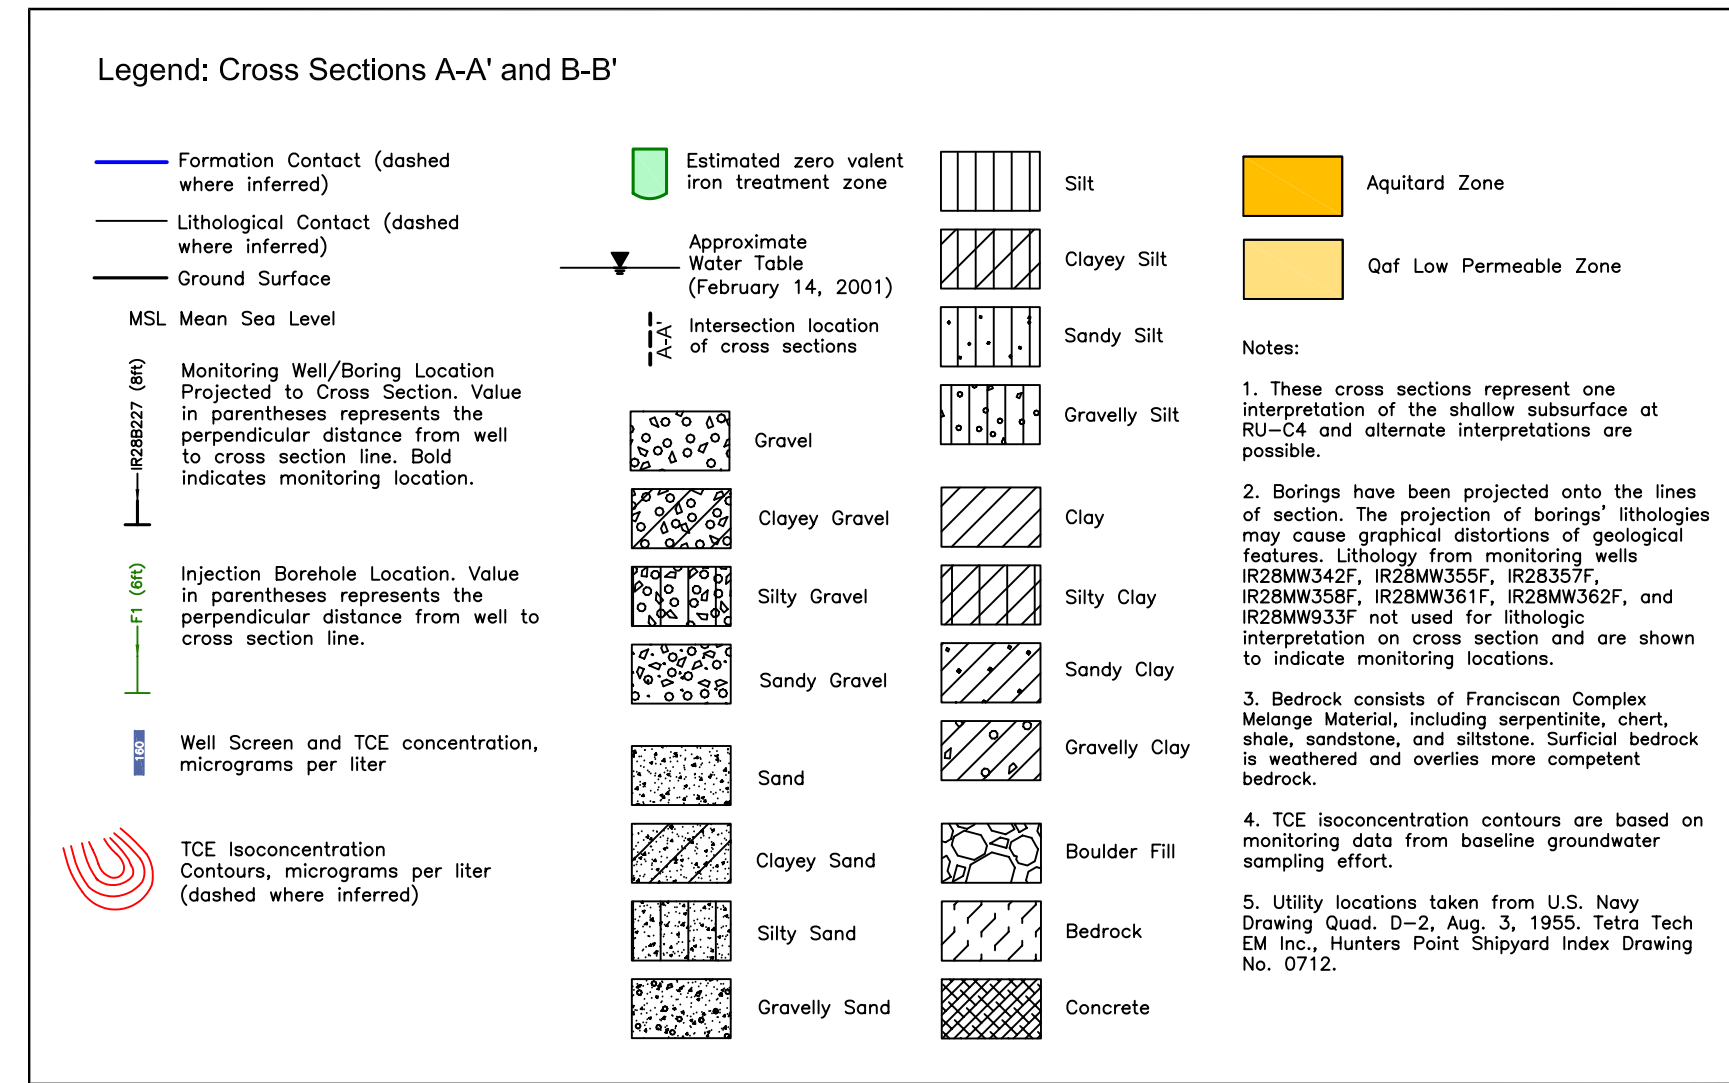 Legend: Cross Sections A-A' and B-B'
Formation Contact (dashed
where inferred)
Lithological Contact (dashed
where inferred)
Ground Surface
MSL Mean Sea Level
IR28B227 (8ft)
Monitoring Well/Boring Location
Projected to Cross Section. Value
in parentheses represents the
perpendicular distance from well
to cross section line. Bold
indicates monitoring location.
F1 (6ft)
Injection Borehole Location. Value
in parentheses represents the
perpendicular distance from well to
cross section line.
160
Well Screen and TCE concentration,
micrograms per liter
TCE Isoconcentration
Contours, micrograms per liter
(dashed where inferred)
Estimated zero valent
iron treatment zone
Approximate
Water Table
(February 14, 2001)
A-A'
Intersection location
of cross sections
Gravel
Clayey Gravel
Silty Gravel
Sandy Gravel
Sand
Clayey Sand
Silty Sand
Gravelly Sand
Silt
Clayey Silt
Sandy Silt
Gravelly Silt
Clay
Silty Clay
Sandy Clay
Gravelly Clay
Boulder Fill
Bedrock
Concrete
Aquitard Zone
Qaf Low Permeable Zone
Notes:
1. These cross sections represent one
interpretation of the shallow subsurface at
RU-C4 and alternate interpretations are
possible.
2. Borings have been projected onto the lines
of section. The projection of borings' lithologies
may cause graphical distortions of geological
features. Lithology from monitoring wells
IR28MW342F, IR28MW355F, IR28357F,
IR28MW358F, IR28MW361F, IR28MW362F, and
IR28MW933F not used for lithologic
interpretation on cross section and are shown
to indicate monitoring locations.
3. Bedrock consists of Franciscan Complex
Melange Material, including serpentinite, chert,
shale, sandstone, and siltstone. Surficial bedrock
is weathered and overlies more competent
bedrock.
4. TCE isoconcentration contours are based on
monitoring data from baseline groundwater
sampling effort.
5. Utility locations taken from U.S. Navy
Drawing Quad. D-2, Aug. 3, 1955. Tetra Tech
EM Inc., Hunters Point Shipyard Index Drawing
No. 0712.